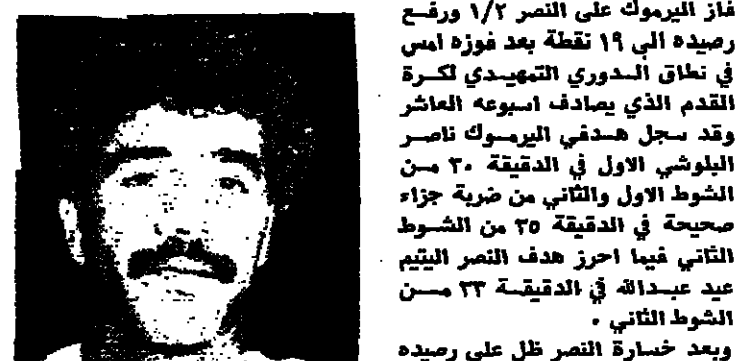 فاز اليرموك على النصر ١/٢ ورفع
رصيده الى ١٩ نقطة بعد فوزه امس
في نطاق الدوري التمهيدي لكرة
القدم الذي يصادف اسبوعه العاشر
وقد سجل هدفي اليرموك ناصر
البلوشي الاول في الدقيقة ٣٠ من
الشوط الاول والثاني من ضربة جزاء
صحيحة في الدقيقة ٣٥ من الشوط
الثاني فيما احرز هدف النصر اليتيم
عيد عبدالله في الدقيقة ٣٣ من
الشوط الثاني .
وبعد خسارة النصر ظل على رصيده